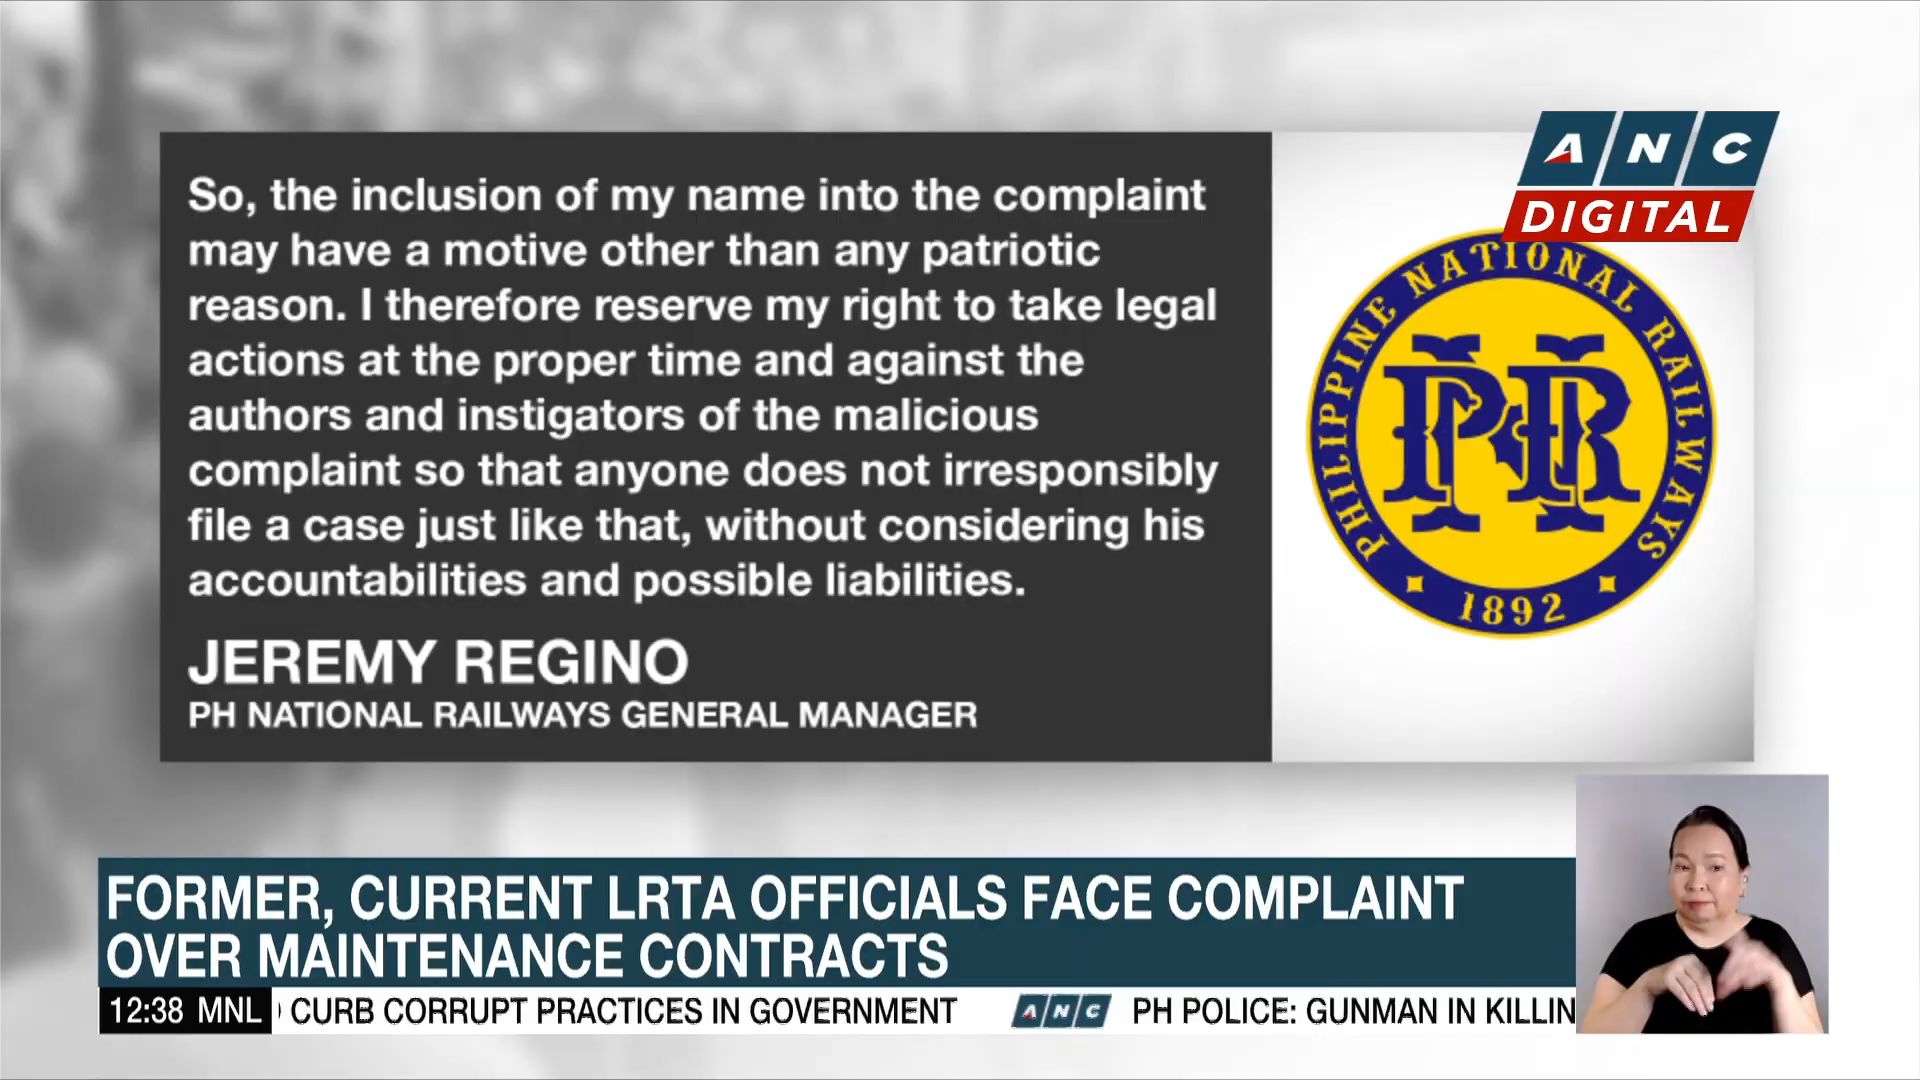 ANC
DIGITAL
So, the inclusion of my name into the complaint
may have a motive other than any patriotic
reason. I therefore reserve my right to take legal
actions at the proper time and against the
authors and instigators of the malicious
complaint so that anyone does not irresponsibly
file a case just like that, without considering his
accountabilities and possible liabilities.
JEREMY REGINO
PH NATIONAL RAILWAYS GENERAL MANAGER
PHILIPPINE NATIONAL RAILWAYS
PNR
1892
FORMER, CURRENT LRTA OFFICIALS FACE COMPLAINT
OVER MAINTENANCE CONTRACTS
12:38 MNL CURB CORRUPT PRACTICES IN GOVERNMENT ANC PH POLICE: GUNMAN IN KILLIN